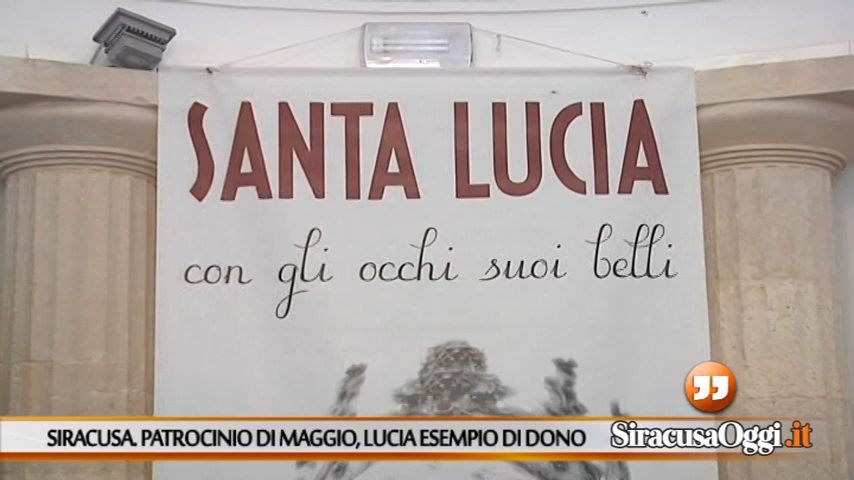 SANTA LUCIA
con gli occhi suoi belli
SIRACUSA. PATROCINIO DI MAGGIO, LUCIA ESEMPIO DI DONO
SiracusaOggi.it